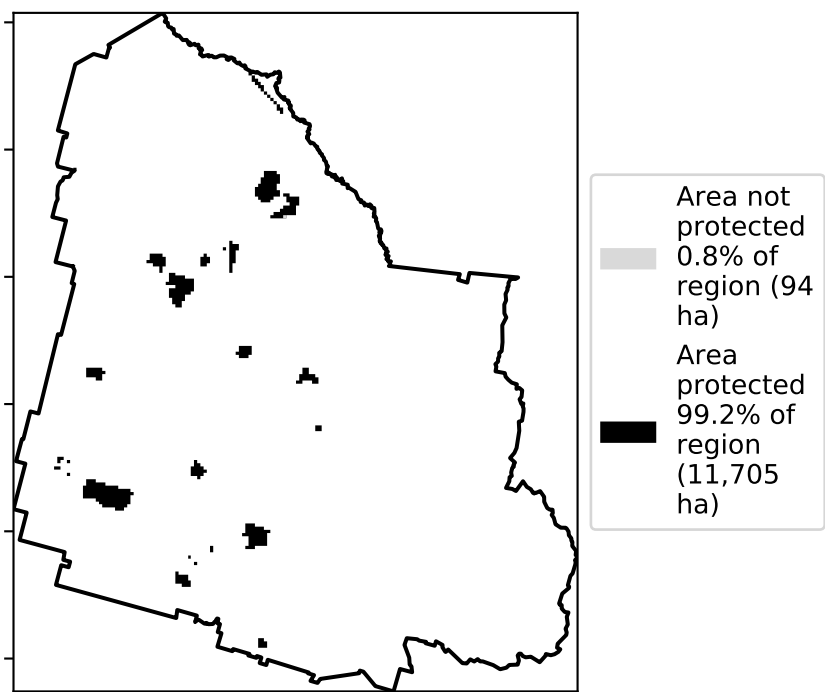 Area not
protected
0.8% of
region (94
ha)
Area
protected
99.2% of
region
(11,705
ha)